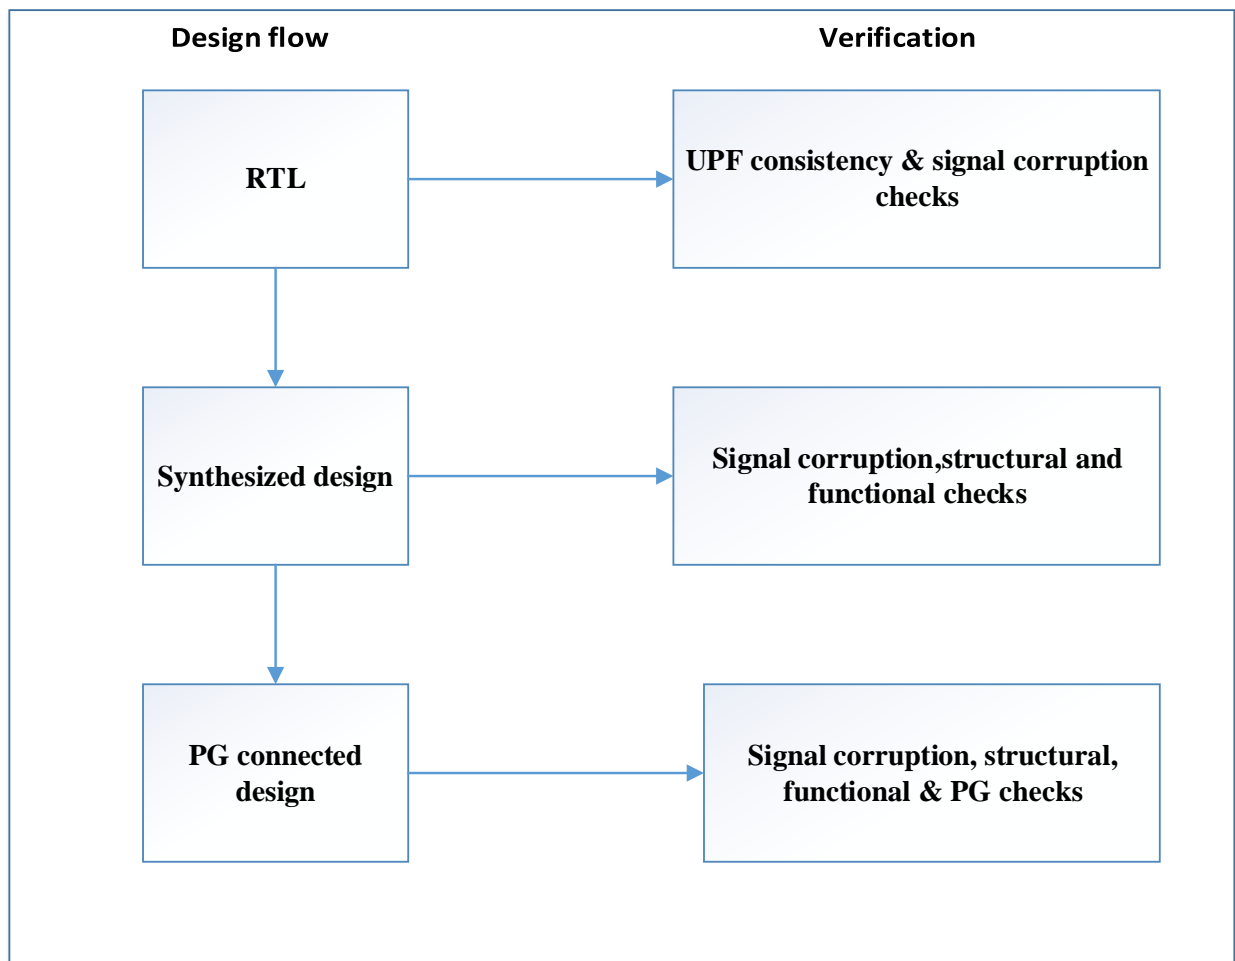 Design flow
Verification
RTL
UPF consistency & signal corruption
checks
Synthesized design
Signal corruption,structural and
functional checks
PG connected
design
Signal corruption, structural,
functional & PG checks